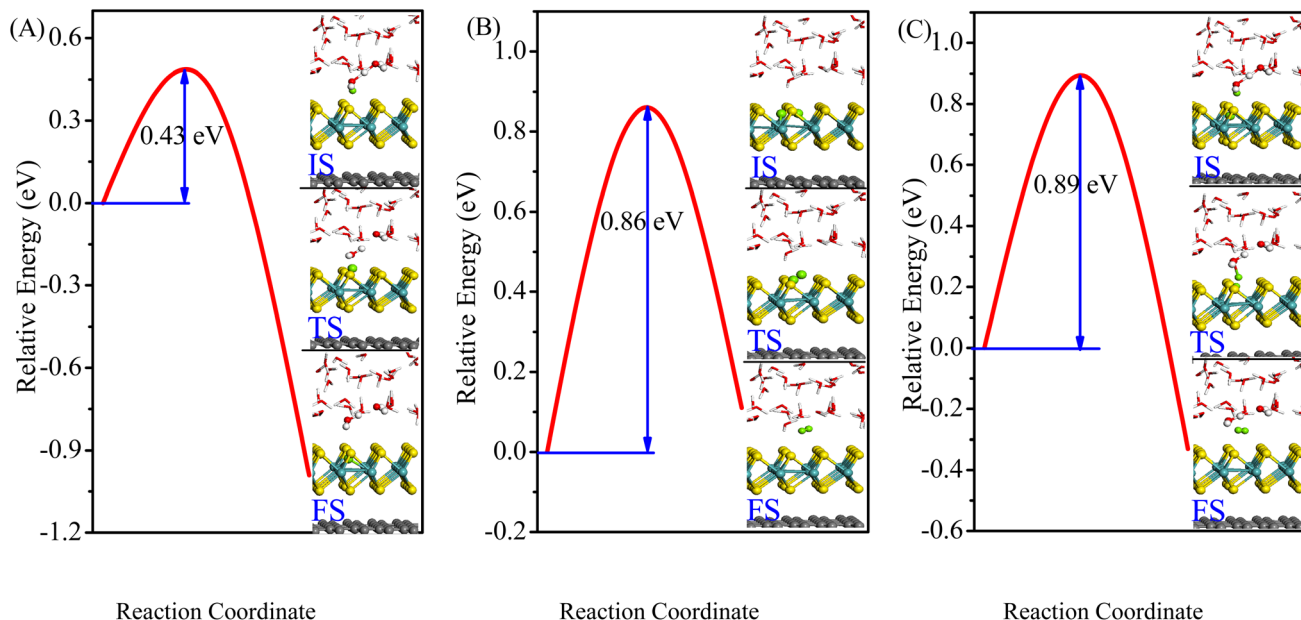 (A)
0.6
0.3
0.0
-0.3
-0.6
-0.9
-1.2
Relative Energy (eV)
0.43 eV
IS
TS
FS
Reaction Coordinate
(B)
1.0
0.8
0.6
0.4
0.2
0.0
-0.2
Relative Energy (eV)
0.86 eV
IS
TS
FS
Reaction Coordinate
(C)
1.0
0.8
0.6
0.4
0.2
0.0
-0.2
-0.4
-0.6
Relative Energy (eV)
0.89 eV
IS
TS
FS
Reaction Coordinate